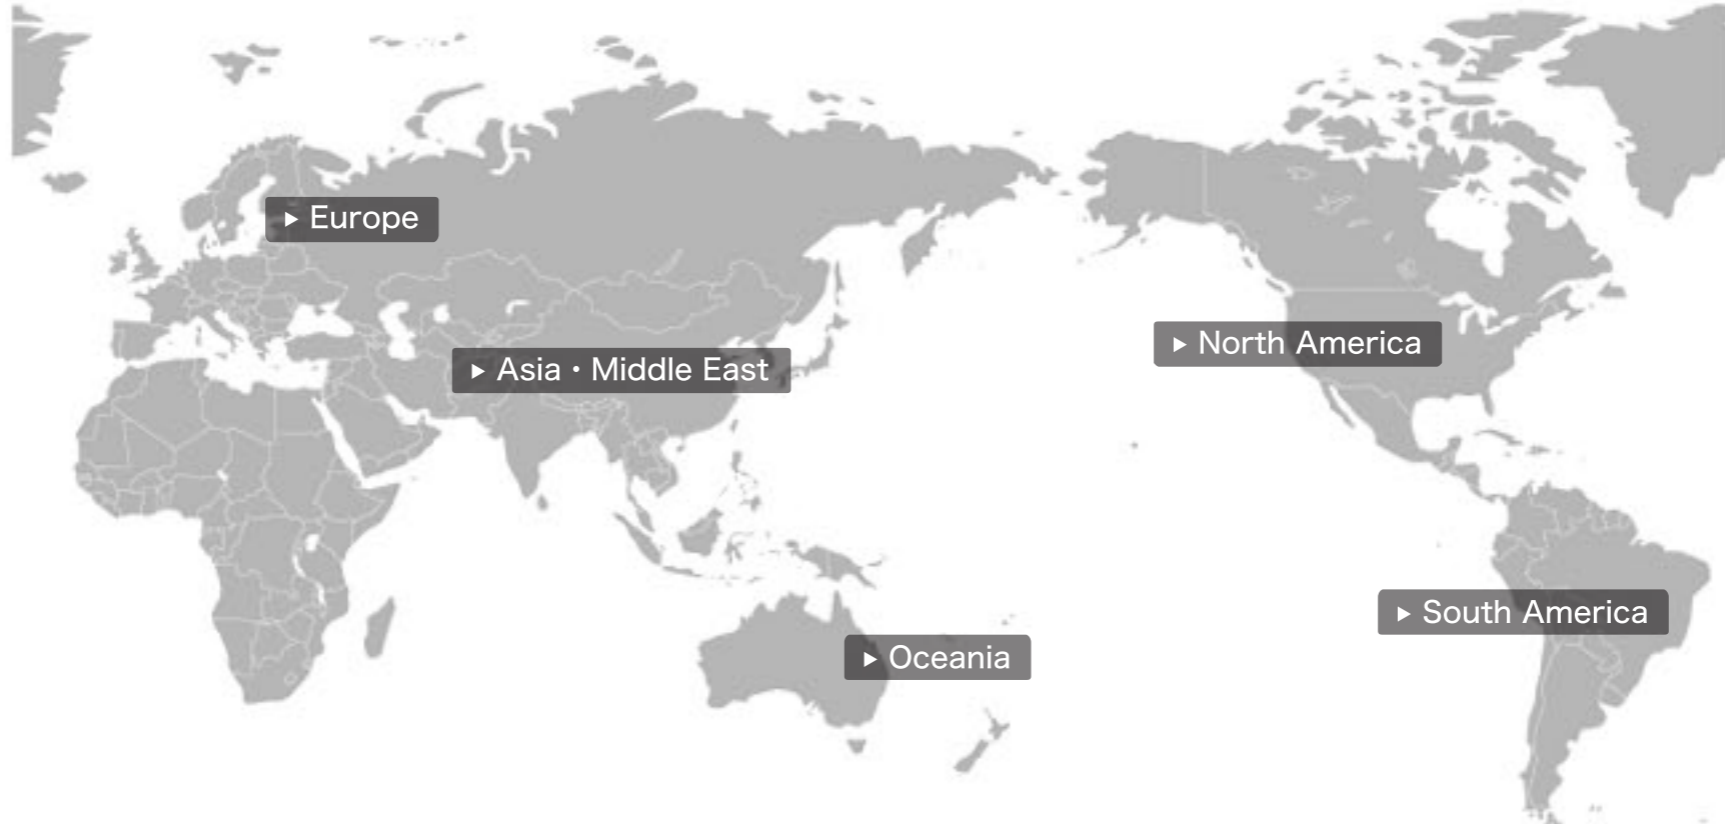 ▶ Europe
▶ North America
▶ Asia・Middle East
▶ South America
▶ Oceania